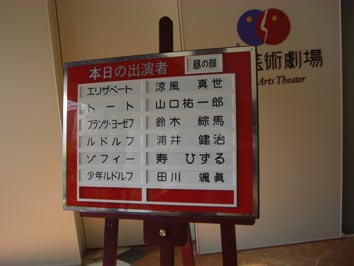 芸術劇場
Arts Theater
本日の出演者 昼の部
エリザベート 涼風 真世
トート 山口祐一郎
フランツ・ヨーゼフ 鈴木 綜馬
ルドルフ 浦井 健治
ゾフィー 寿 ひずる
少年ルドルフ 田川 颯眞